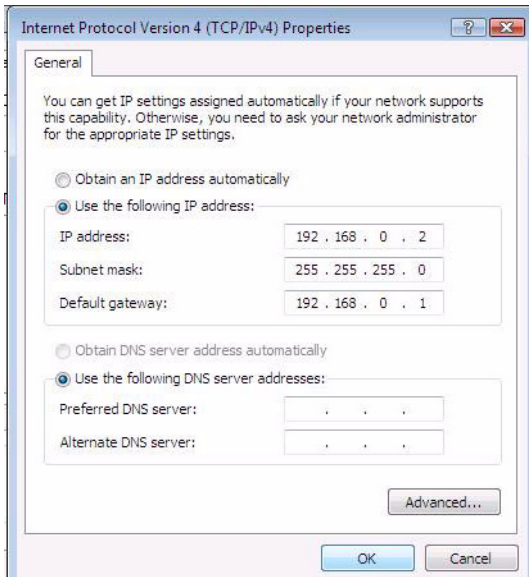 Internet Protocol Version 4 (TCP/IPv4) Properties
General
You can get IP settings assigned automatically if your network supports
this capability. Otherwise, you need to ask your network administrator
for the appropriate IP settings.
Obtain an IP address automatically
Use the following IP address:
IP address: 192 . 168 . 0 . 2
Subnet mask: 255 . 255 . 255 . 0
Default gateway: 192 . 168 . 0 . 1
Obtain DNS server address automatically
Use the following DNS server addresses:
Preferred DNS server: . . .
Alternate DNS server: . . .
Advanced...
OK Cancel